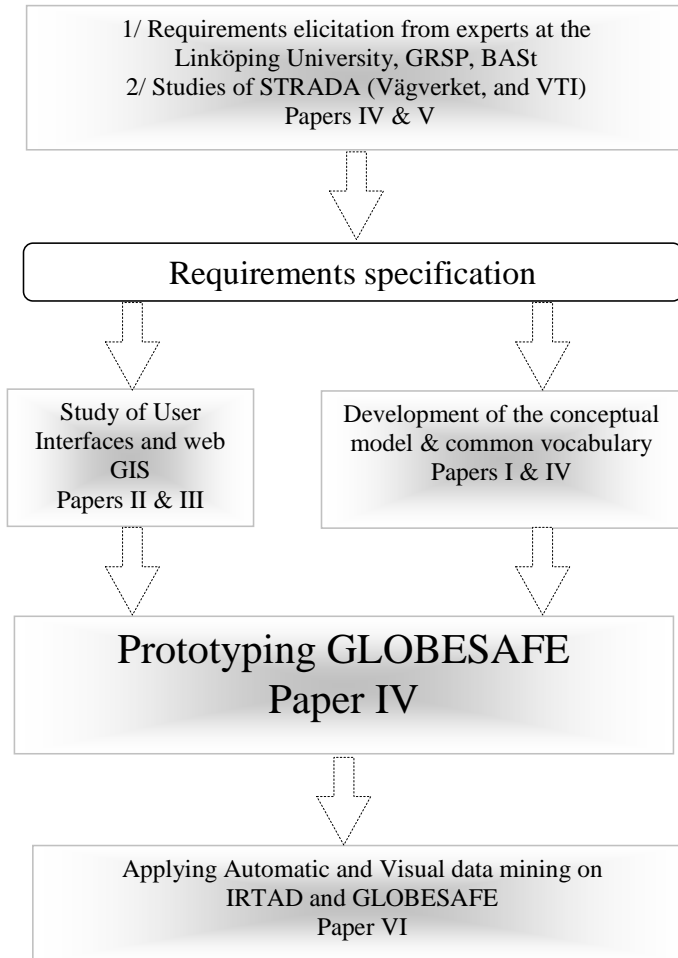 1/ Requirements elicitation from experts at the
Linköping University, GRSP, BASt
2/ Studies of STRADA (Vägverket, and VTI)
Papers IV & V
Requirements specification
Study of User
Interfaces and web
GIS
Papers II & III
Development of the conceptual
model & common vocabulary
Papers I & IV
Prototyping GLOBESAFE
Paper IV
Applying Automatic and Visual data mining on
IRTAD and GLOBESAFE
Paper VI